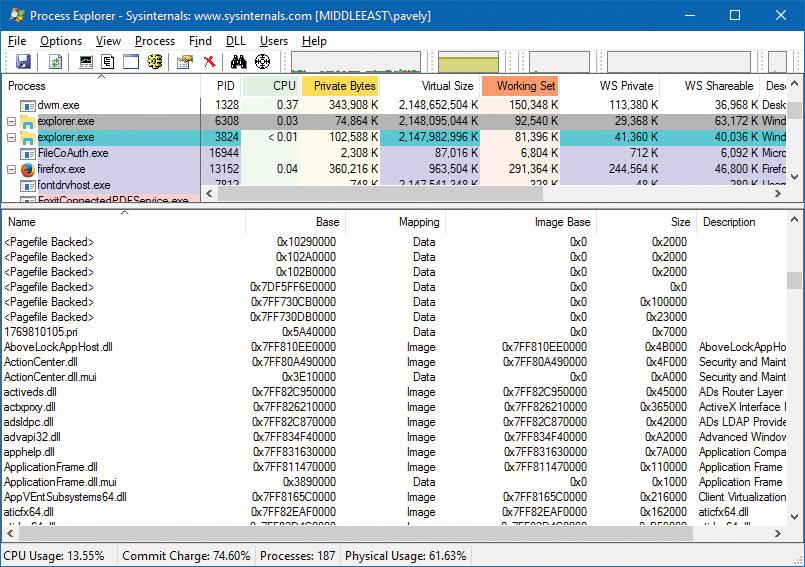 Process Explorer - Sysinternals: www.sysinternals.com [MIDDLEEAST\pavely]
File Options View Process Find DLL Users Help
Process PID CPU Private Bytes Virtual Size Working Set WS Private WS Shareable Desc
dwm.exe 1328 0.37 343,908 K 2,148,652,504 K 150,348 K 113,380 K 36,968 K Desk
explorer.exe 6308 0.03 74,864 K 2,148,095,044 K 92,540 K 29,368 K 63,172 K Wind
explorer.exe 3824 < 0.01 102,588 K 2,147,982,996 K 81,396 K 41,360 K 40,036 K Wind
FileCoAuth.exe 16944 2,308 K 87,016 K 6,804 K 712 K 6,092 K Micro
firefox.exe 13152 0.04 360,216 K 963,504 K 291,364 K 244,564 K 46,800 K Firefo
fontdrvhost.exe 7812 748 K 2,147,541,348 K 328 K 48 K 280 K
FoxitConnectedPDFService.exe
Name Base Mapping Image Base Size Description
<Pagefile Backed> 0x10290000 Data 0x0 0x2000
<Pagefile Backed> 0x102A0000 Data 0x0 0x2000
<Pagefile Backed> 0x102B0000 Data 0x0 0x2000
<Pagefile Backed> 0x7DF5FF6E0000 Data 0x0 0x0
<Pagefile Backed> 0x7FF730CB0000 Data 0x0 0x100000
<Pagefile Backed> 0x7FF730DB0000 Data 0x0 0x23000
1769810105.pri 0x5A40000 Data 0x0 0x7000
AboveLockAppHost.dll 0x7FF810EE0000 Image 0x7FF810EE0000 0x4B000 AboveLockAppHo
ActionCenter.dll 0x7FF80A490000 Image 0x7FF80A490000 0x4F000 Security and Maint
ActionCenter.dll.mui 0x3E10000 Data 0x0 0xA000 Security and Maint
activeds.dll 0x7FF82C950000 Image 0x7FF82C950000 0x45000 ADs Router Layer
actxprxy.dll 0x7FF826210000 Image 0x7FF826210000 0x365000 ActiveX Interface
adsldpc.dll 0x7FF82C870000 Image 0x7FF82C870000 0x42000 ADs LDAP Provide
advapi32.dll 0x7FF834F40000 Image 0x7FF834F40000 0xA2000 Advanced Window
apphelp.dll 0x7FF831630000 Image 0x7FF831630000 0x7A000 Application Compa
ApplicationFrame.dll 0x7FF811470000 Image 0x7FF811470000 0x110000 Application Frame
ApplicationFrame.dll.mui 0x3890000 Data 0x0 0x1000 Application Frame
AppVEntSubsystems64.dll 0x7FF8165C0000 Image 0x7FF8165C0000 0x216000 Client Virtualization
aticfx64.dll 0x7FF82EAF0000 Image 0x7FF82EAF0000 0x162000 aticfx64.dll
CPU Usage: 13.55% Commit Charge: 74.60% Processes: 187 Physical Usage: 61.63%